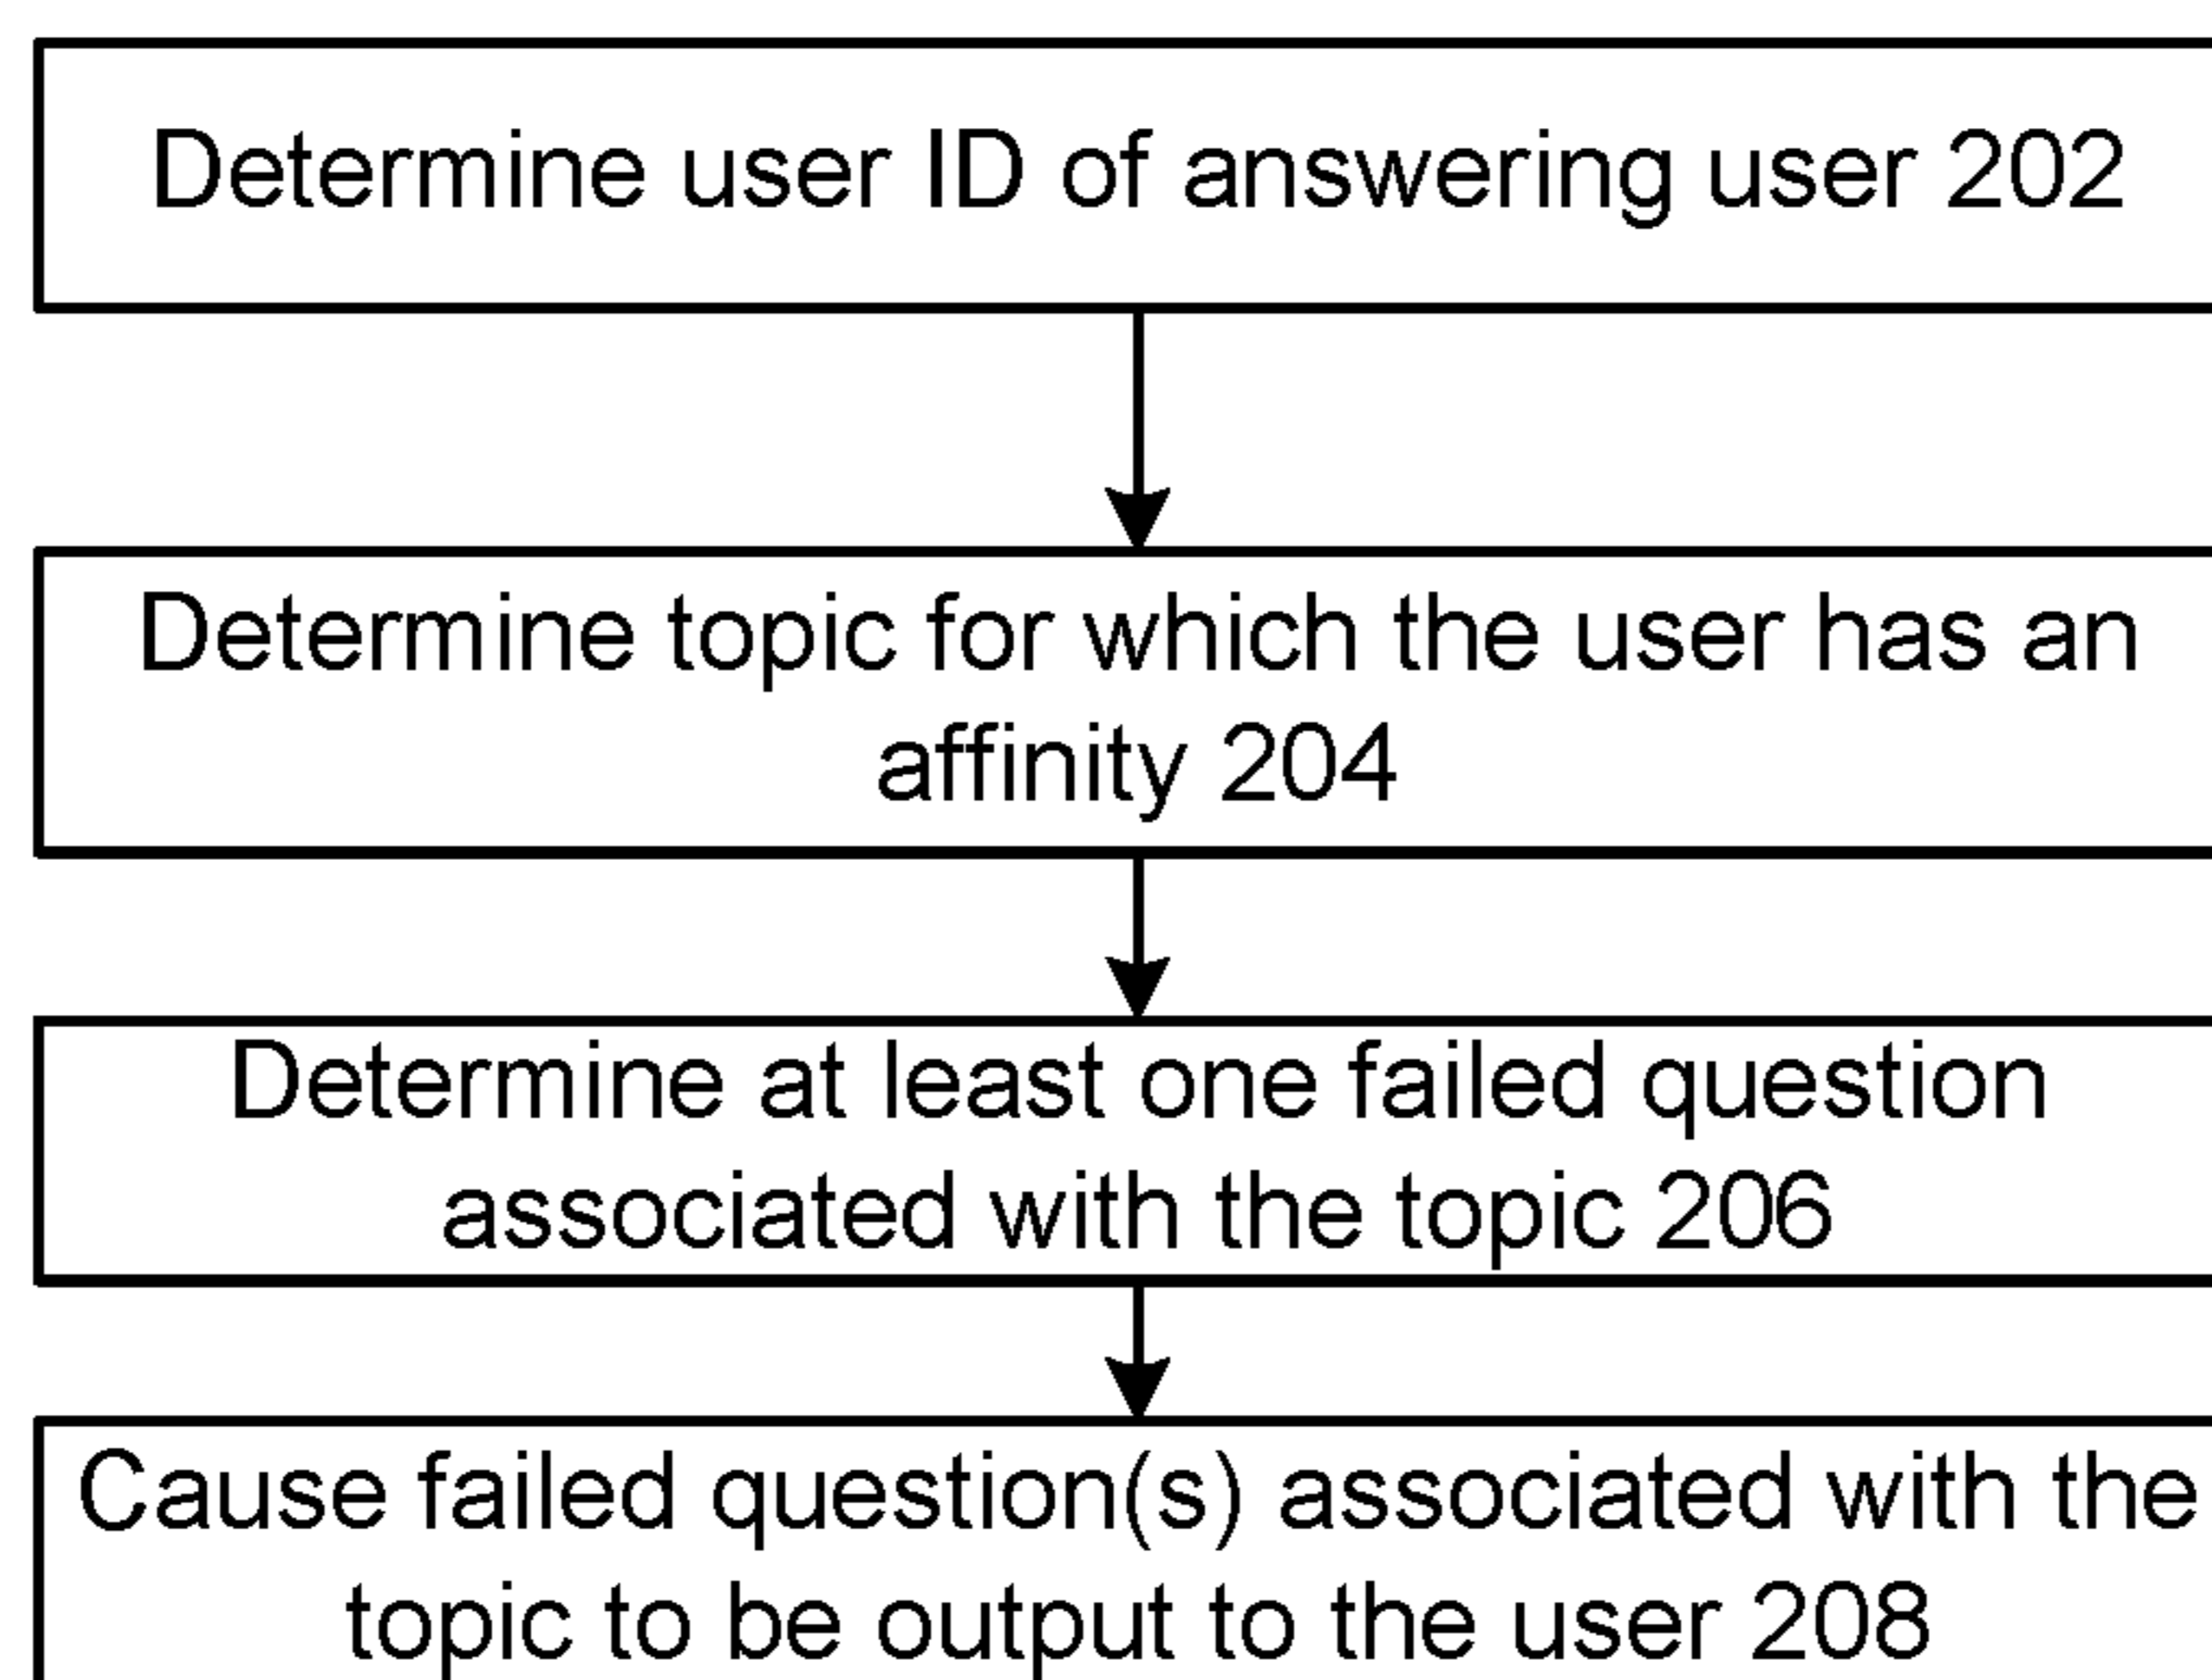 Determine user ID of answering user 202
Determine topic for which the user has an
affinity 204
Determine at least one failed question
associated with the topic 206
Cause failed question(s) associated with the
topic to be output to the user 208